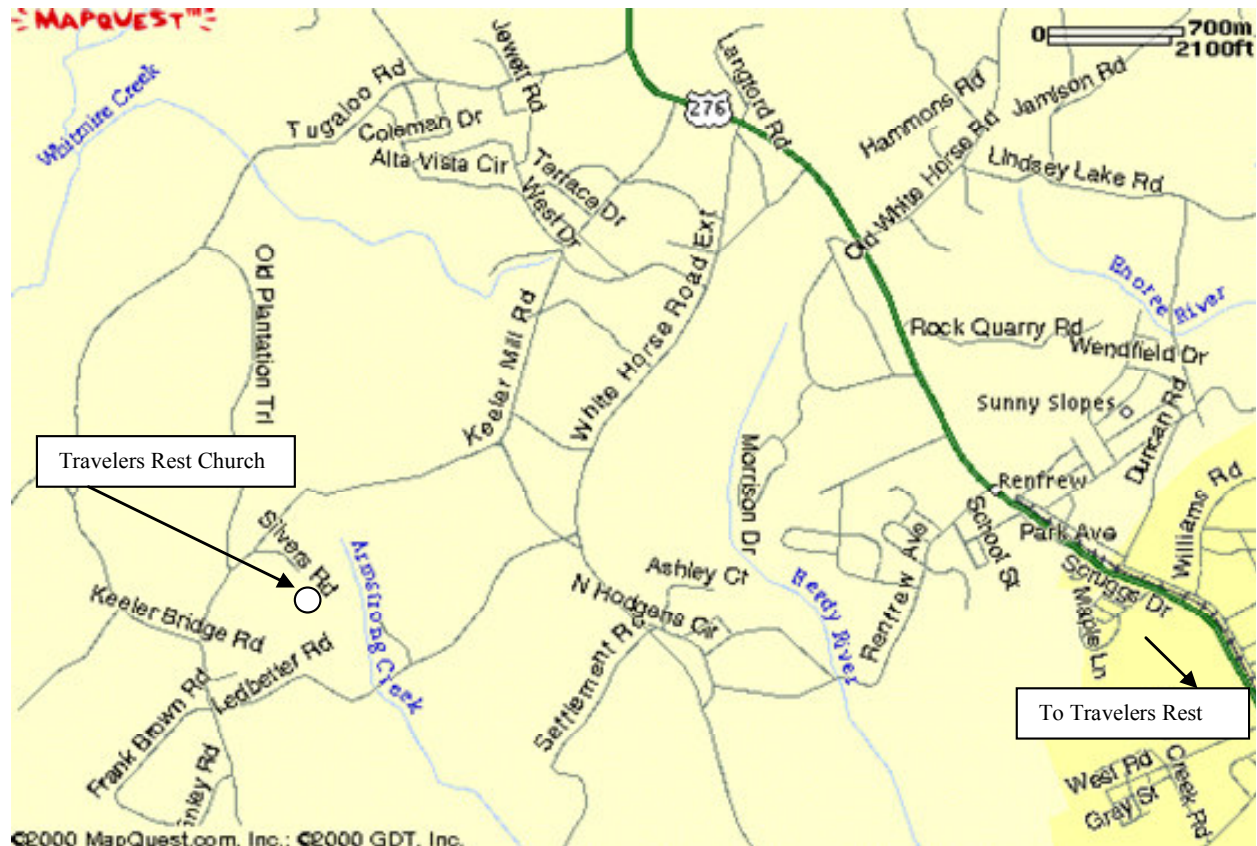 MAPQUEST™
0 700m
2100ft
276
Whitmire Creek
Tugaloo Rd
Jewell Rd
Coleman Dr
Alta Vista Cir
Terrace Dr
West Dr
Langford Rd
Hammons Rd
Jamison Rd
Old White Horse Rd
Lindsey Lake Rd
Enoree River
Old Plantation Trl
Keeler Mill Rd
White Horse Road Ext
Rock Quarry Rd
Wendfield Dr
Sunny Slopes
Duncan Rd
Travelers Rest Church
Morrison Dr
Renfrew
School St
Park Ave
Williams Rd
Silvers Rd
Armstrong Creek
Ashley Ct
N Hodgens Cir
Reedy River
Renfrew Ave
Scruggs Dr
Maple Ln
Keeler Bridge Rd
Ledbetter Rd
Settlement Rd
Frank Brown Rd
nley Rd
To Travelers Rest
West Rd
Gray St
Creek Rd
©2000 MapQuest.com, Inc.; ©2000 GDT, Inc.